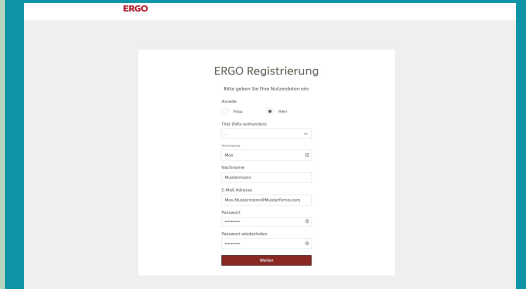 ERGO
ERGO Registrierung
Bitte geben Sie Ihre Nutzerdaten ein:
Anrede
Frau Herr
Titel (falls vorhanden)
-
Vorname
Max
Nachname
Mustermann
E-Mail Adresse
Max.Mustermann@Musterfirma.com
Passwort
Passwort wiederholen
Weiter